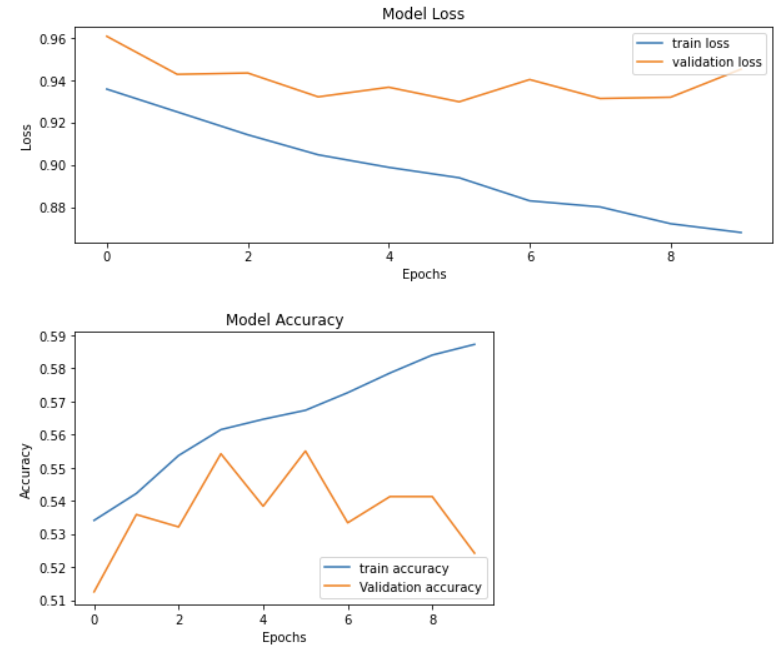 Model Loss
0.96
0.94
0.92
0.90
0.88
Loss
train loss
validation loss
0 2 4 6 8
Epochs
Model Accuracy
0.59
0.58
0.57
0.56
0.55
0.54
0.53
0.52
0.51
Accuracy
train accuracy
Validation accuracy
0 2 4 6 8
Epochs